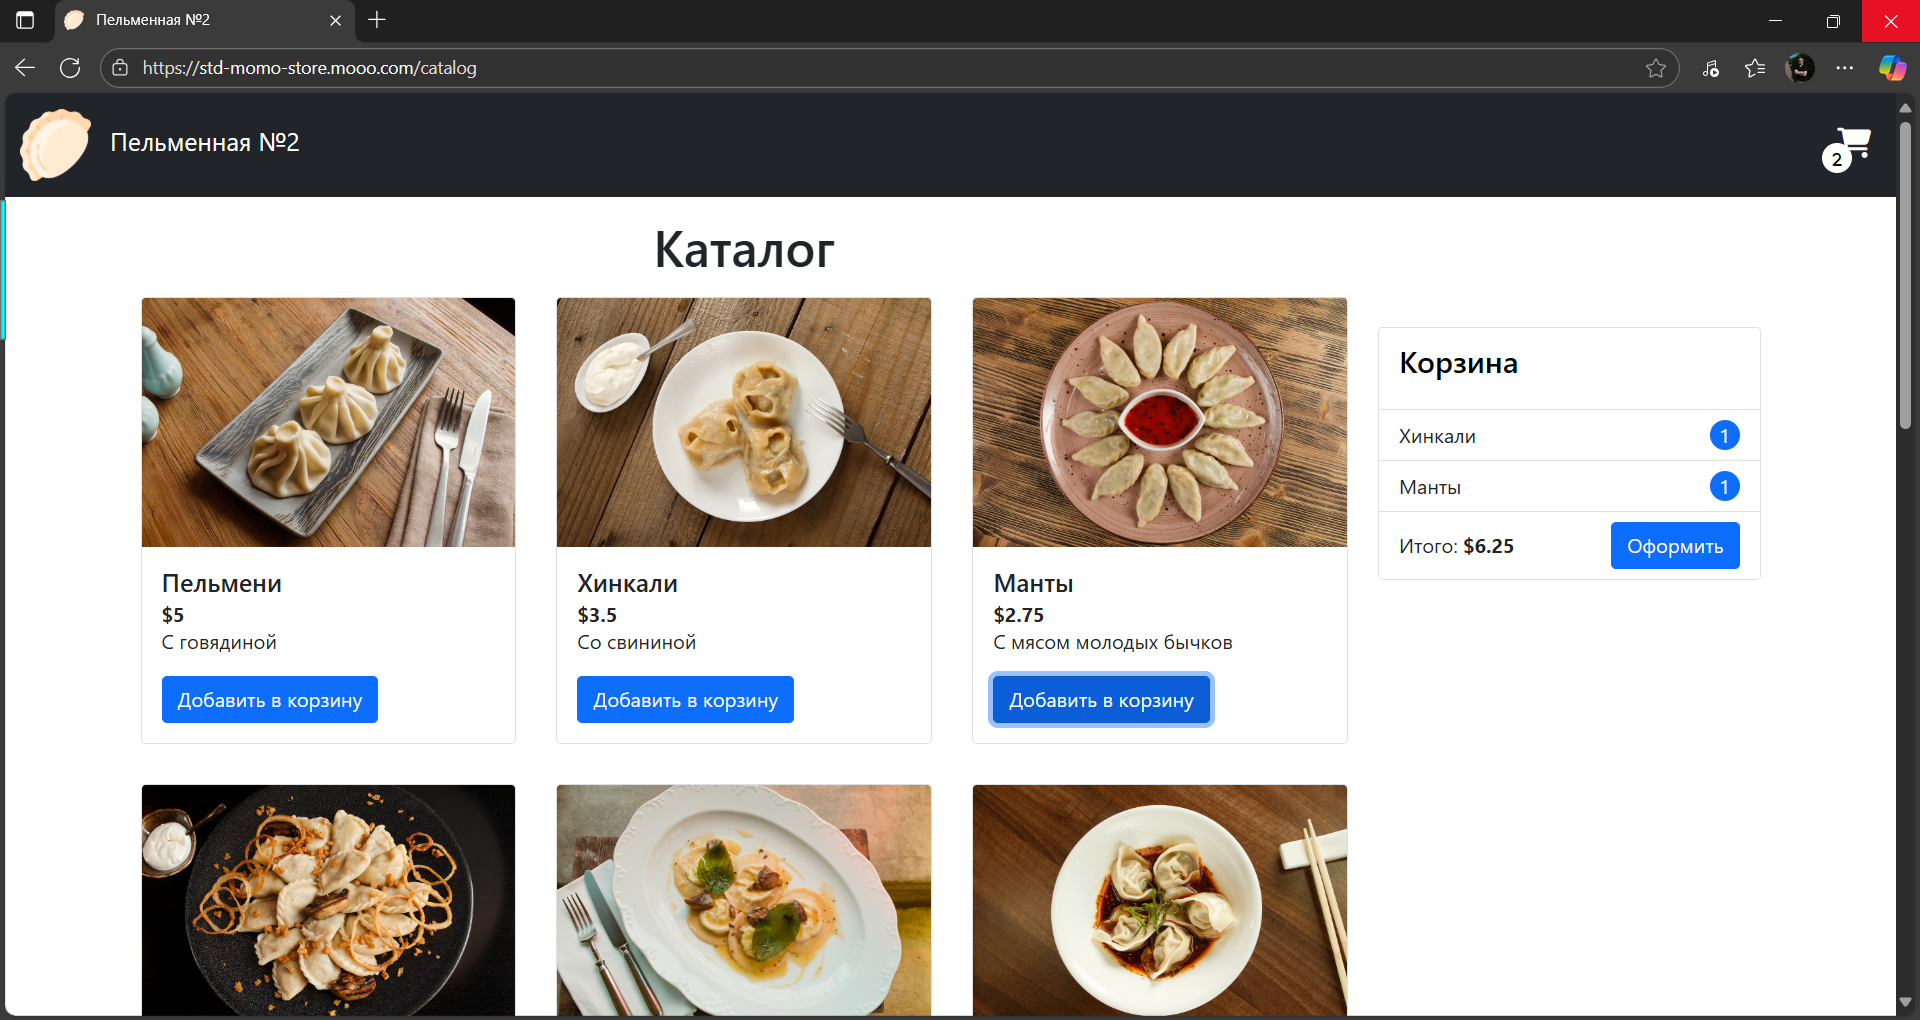 Пельменная №2
https://std-momo-store.mooo.com/catalog
Пельменная №2
2
Каталог
Пельмени
$5
С говядиной
Добавить в корзину
Хинкали
$3.5
Со свининой
Добавить в корзину
Манты
$2.75
С мясом молодых бычков
Добавить в корзину
Корзина
Хинкали 1
Манты 1
Итого: $6.25 Оформить